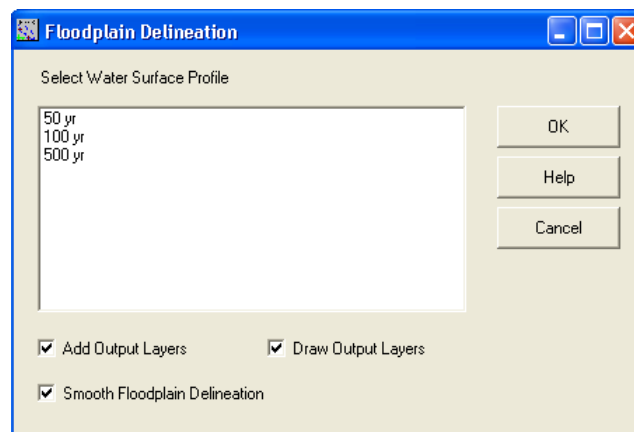 Floodplain Delineation
Select Water Surface Profile
50 yr
100 yr
500 yr
OK
Help
Cancel
Add Output Layers
Draw Output Layers
Smooth Floodplain Delineation